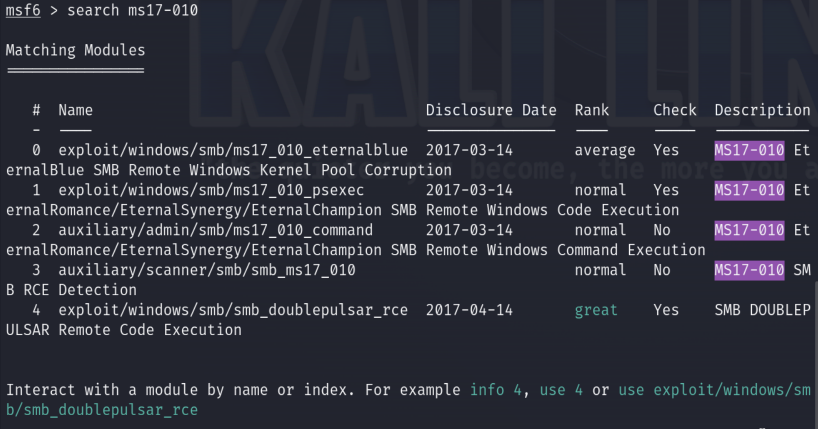 msf6 > search ms17-010
Matching Modules
================
#  Name                                      Disclosure Date  Rank     Check  Description
-  ----                                      ---------------  ----     -----  -----------
0  exploit/windows/smb/ms17_010_eternalblue  2017-03-14       average  Yes    MS17-010 Et
ernalBlue SMB Remote Windows Kernel Pool Corruption
1  exploit/windows/smb/ms17_010_psexec       2017-03-14       normal   Yes    MS17-010 Et
ernalRomance/EternalSynergy/EternalChampion SMB Remote Windows Code Execution
2  auxiliary/admin/smb/ms17_010_command      2017-03-14       normal   No     MS17-010 Et
ernalRomance/EternalSynergy/EternalChampion SMB Remote Windows Command Execution
3  auxiliary/scanner/smb/smb_ms17_010                         normal   No     MS17-010 SM
B RCE Detection
4  exploit/windows/smb/smb_doublepulsar_rce  2017-04-14       great    Yes    SMB DOUBLEP
ULSAR Remote Code Execution
Interact with a module by name or index. For example info 4, use 4 or use exploit/windows/sm
b/smb_doublepulsar_rce
KALI LIN
become, the more you a